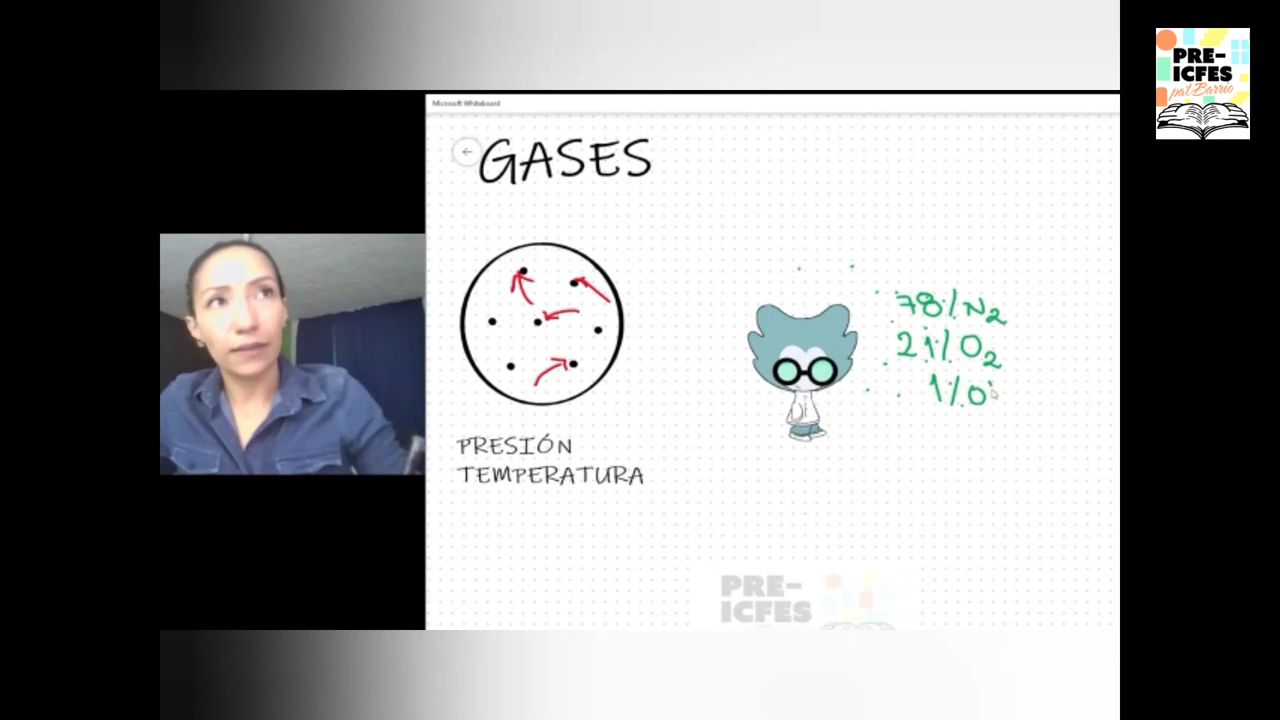 PRE-
ICFES
pal Barrio
Microsoft Whiteboard
GASES
78% N2
21% O2
1% O
PRESIÓN
TEMPERATURA
PRE-
ICFES